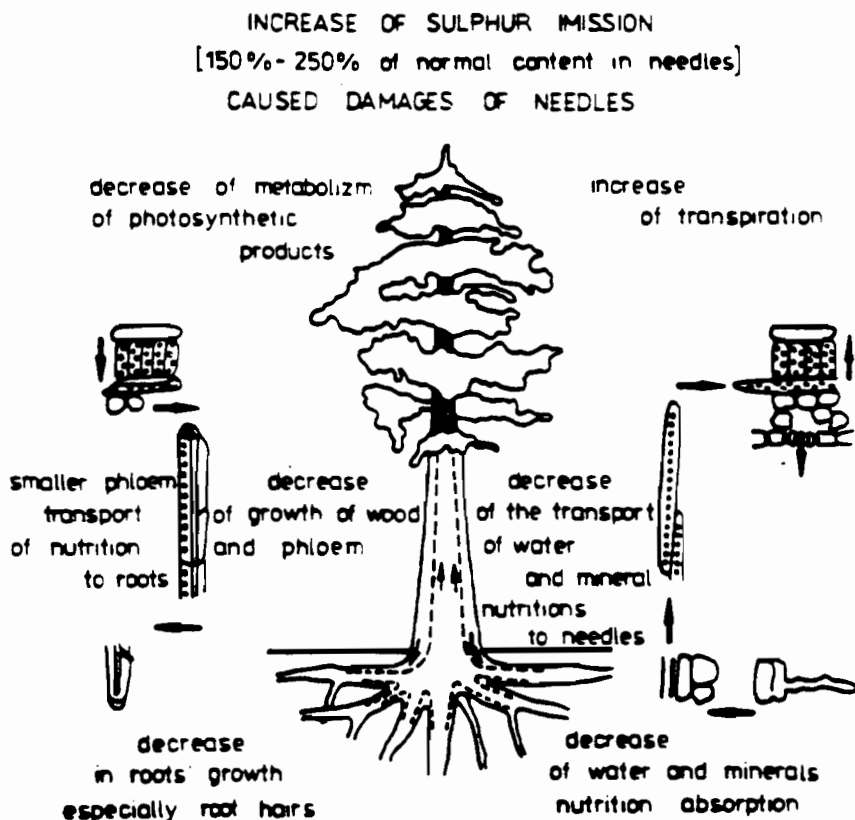 INCREASE OF SULPHUR IMISSION
[150%-250% of normal content in needles]
CAUSED DAMAGES OF NEEDLES
decrease of metabolizm
of photosynthetic
products
increase
of transpiration
smaller phloem
transport
of nutrition
to roots
decrease
of growth of wood
and phloem
decrease
of the transport
of water
and mineral
nutritions
to needles
decrease
in roots' growth
especially root hairs
decrease
of water and minerals
nutrition absorption